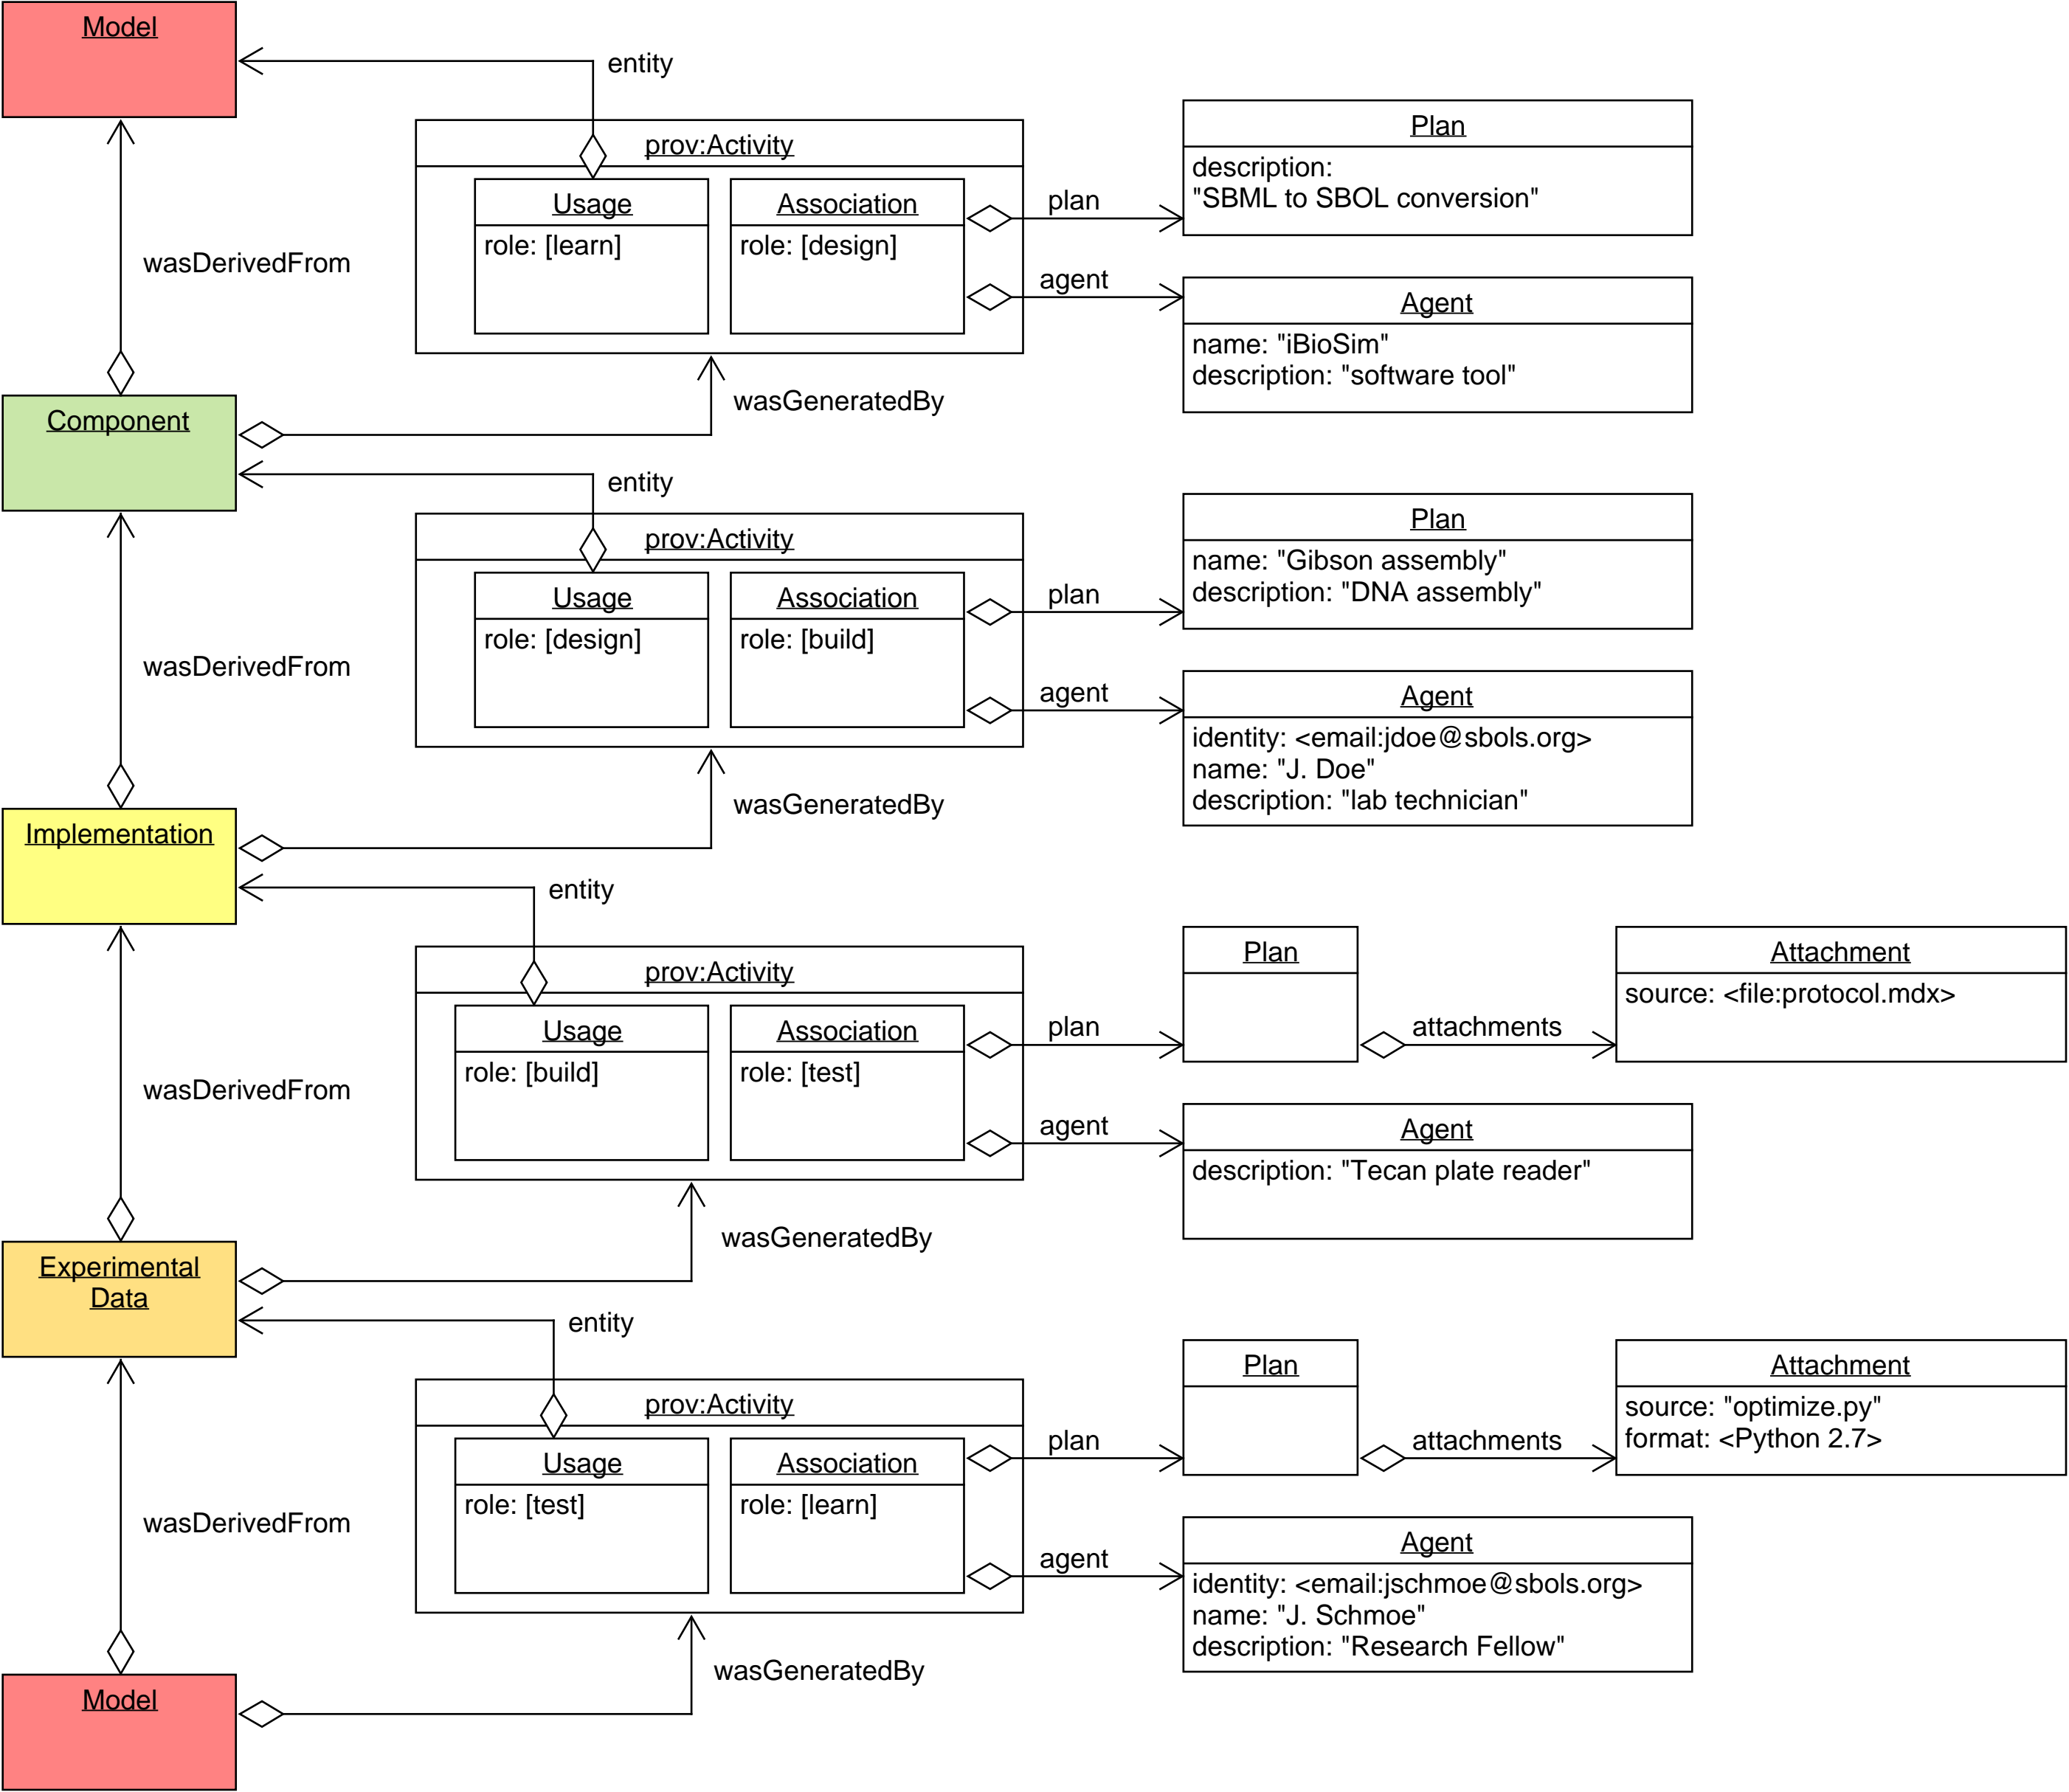 Model
entity
prov:Activity
Usage
role: [learn]
Association
role: [design]
plan
Plan
description:
"SBML to SBOL conversion"
agent
Agent
name: "iBioSim"
description: "software tool"
wasDerivedFrom
wasGeneratedBy
Component
entity
prov:Activity
Usage
role: [design]
Association
role: [build]
plan
Plan
name: "Gibson assembly"
description: "DNA assembly"
agent
Agent
identity: <email:jdoe@sbols.org>
name: "J. Doe"
description: "lab technician"
wasDerivedFrom
wasGeneratedBy
Implementation
entity
prov:Activity
Usage
role: [build]
Association
role: [test]
plan
Plan
attachments
Attachment
source: <file:protocol.mdx>
agent
Agent
description: "Tecan plate reader"
wasDerivedFrom
wasGeneratedBy
Experimental
Data
entity
prov:Activity
Usage
role: [test]
Association
role: [learn]
plan
Plan
attachments
Attachment
source: "optimize.py"
format: <Python 2.7>
agent
Agent
identity: <email:jschmoe@sbols.org>
name: "J. Schmoe"
description: "Research Fellow"
wasDerivedFrom
wasGeneratedBy
Model